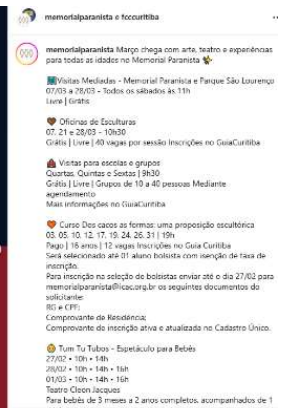 memorialparanista e fcccuritiba
memorialparanista Março chega com arte, teatro e experiências
para todas as idades no Memorial Paranista
Visitas Mediadas - Memorial Paranista e Parque São Lourenço
07/03 a 28/03 - Todos os sábados às 11h
Livre | Grátis
Oficinas de Esculturas
07, 21 e 28/03 - 10h30
Grátis | Livre | 40 vagas por sessão Inscrições no GuiaCuritiba
Visitas para escolas e grupos
Quartas, Quintas e Sextas | 9h30
Grátis | Livre | Grupos de 10 a 40 pessoas Mediante
agendamento
Mais informações no GuiaCuritiba
Curso Dos cacos as formas: uma proposição escultórica
03, 05, 10, 12, 17, 19, 24, 26, 31 | 19h
Pago | 16 anos | 12 vagas Inscrições no Guia Curitiba
Será selecionado até 01 aluno bolsista com isenção de taxa de
inscrição.
Para inscrição na seleção de bolsistas enviar até o dia 27/02 para
memorialparanista@icac.org.br os seguintes documentos do
solicitante:
RG e CPF;
Comprovante de Residência;
Comprovante de inscrição ativa e atualizada no Cadastro Único.
Tum Tu Tubos - Espetáculo para Bebês
27/02 • 10h • 14h
28/02 • 10h • 14h • 16h
01/03 • 10h • 14h • 16h
Teatro Cleon Jacques
Para bebês de 3 meses a 2 anos completos, acompanhados de 1